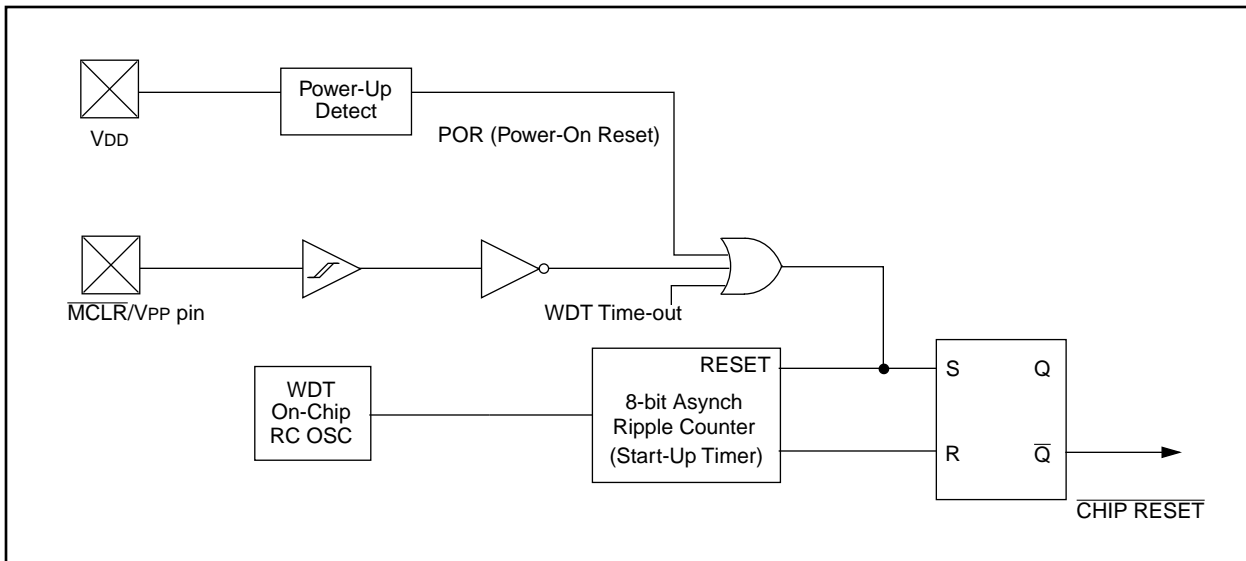 Power-Up
Detect
VDD
POR (Power-On Reset)
MCLR/VPP pin
WDT Time-out
WDT
On-Chip
RC OSC
RESET
8-bit Asynch
Ripple Counter
(Start-Up Timer)
S Q
R Q
CHIP RESET